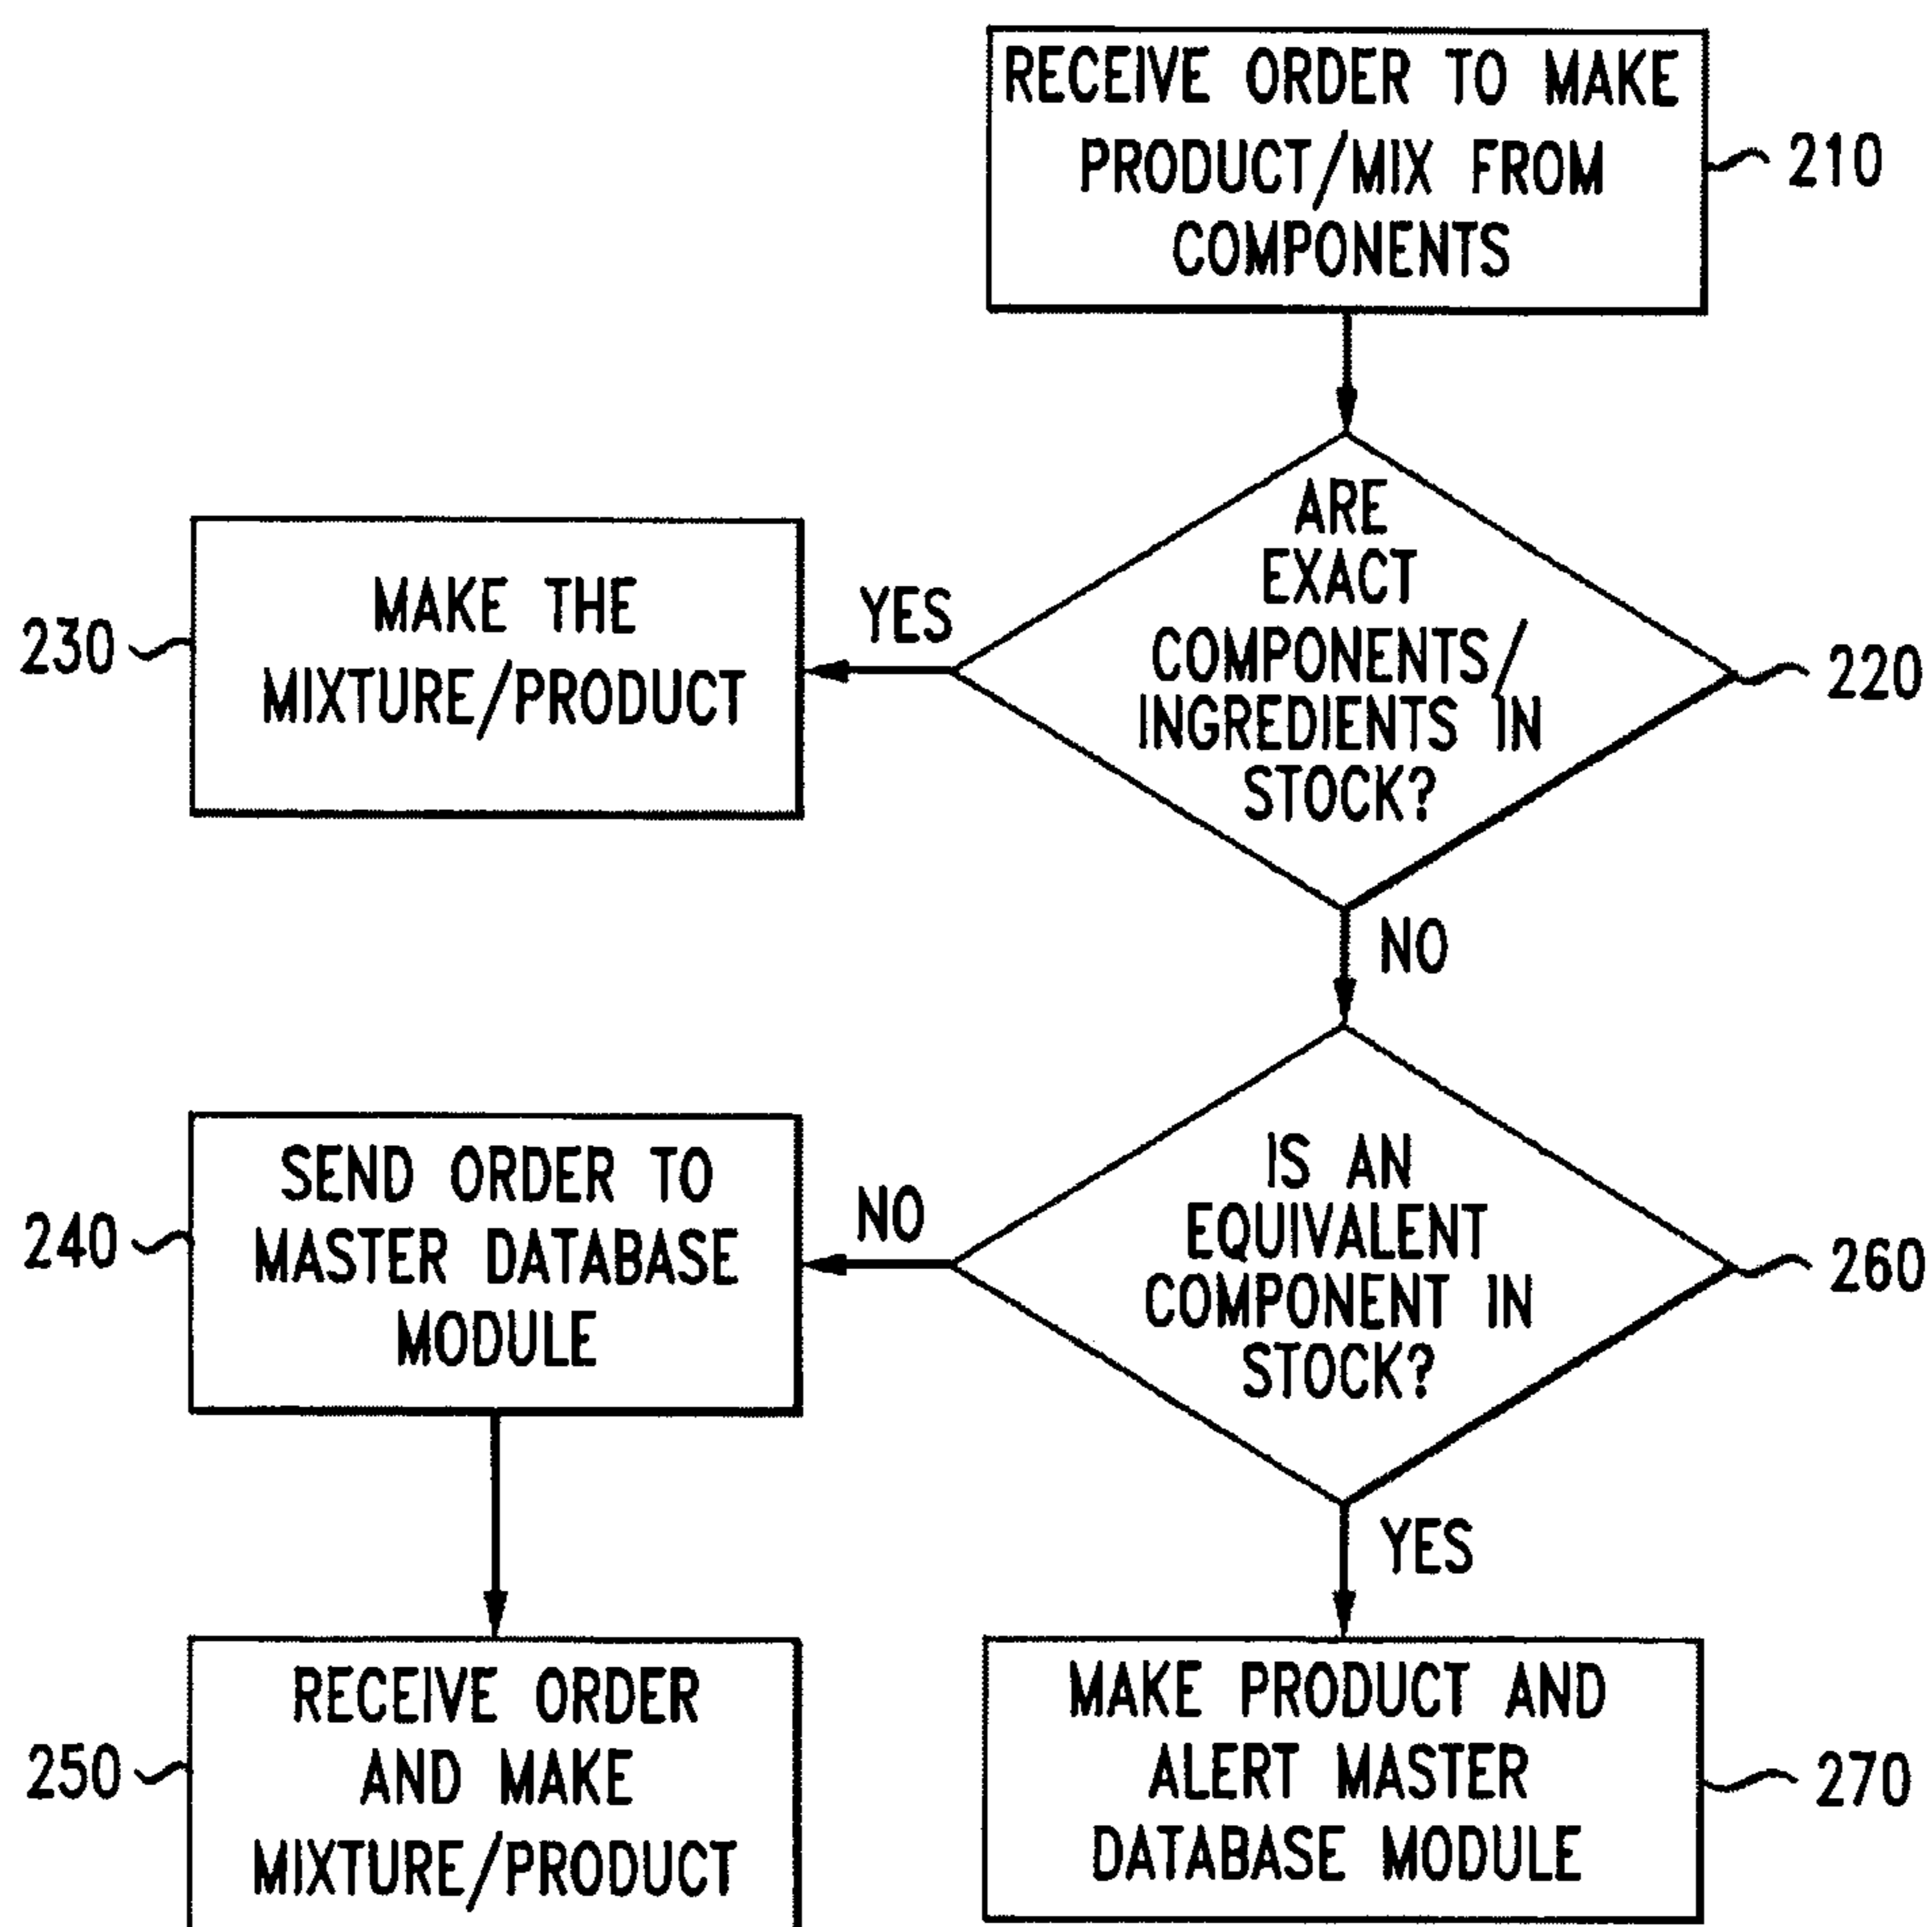 RECEIVE ORDER TO MAKE
PRODUCT/MIX FROM
COMPONENTS
210
ARE
EXACT
COMPONENTS/
INGREDIENTS IN
STOCK?
220
YES
MAKE THE
MIXTURE/PRODUCT
230
NO
IS AN
EQUIVALENT
COMPONENT IN
STOCK?
260
NO
SEND ORDER TO
MASTER DATABASE
MODULE
240
YES
RECEIVE ORDER
AND MAKE
MIXTURE/PRODUCT
250
MAKE PRODUCT AND
ALERT MASTER
DATABASE MODULE
270